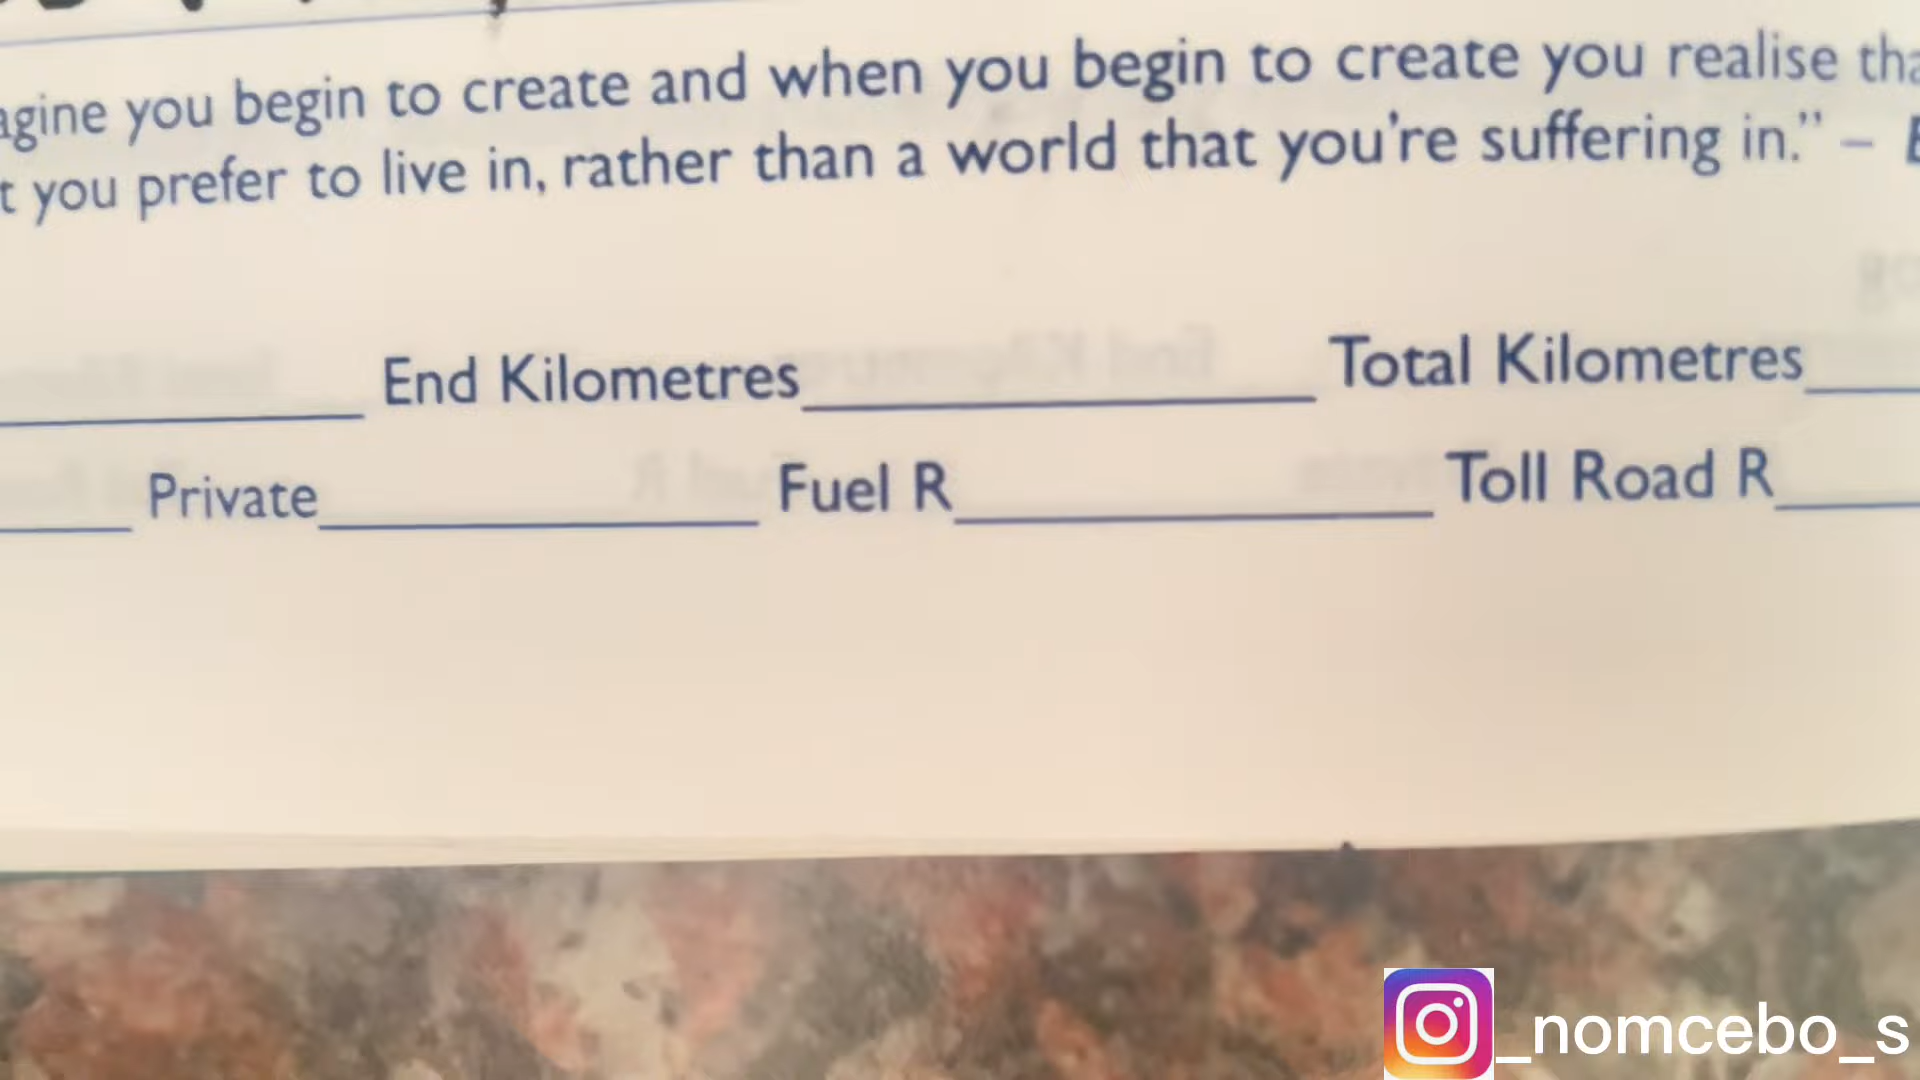 agine you begin to create and when you begin to create you realise tha
t you prefer to live in, rather than a world that you're suffering in.” –
End Kilometres Total Kilometres
Private Fuel R Toll Road R
_nomcebo_s